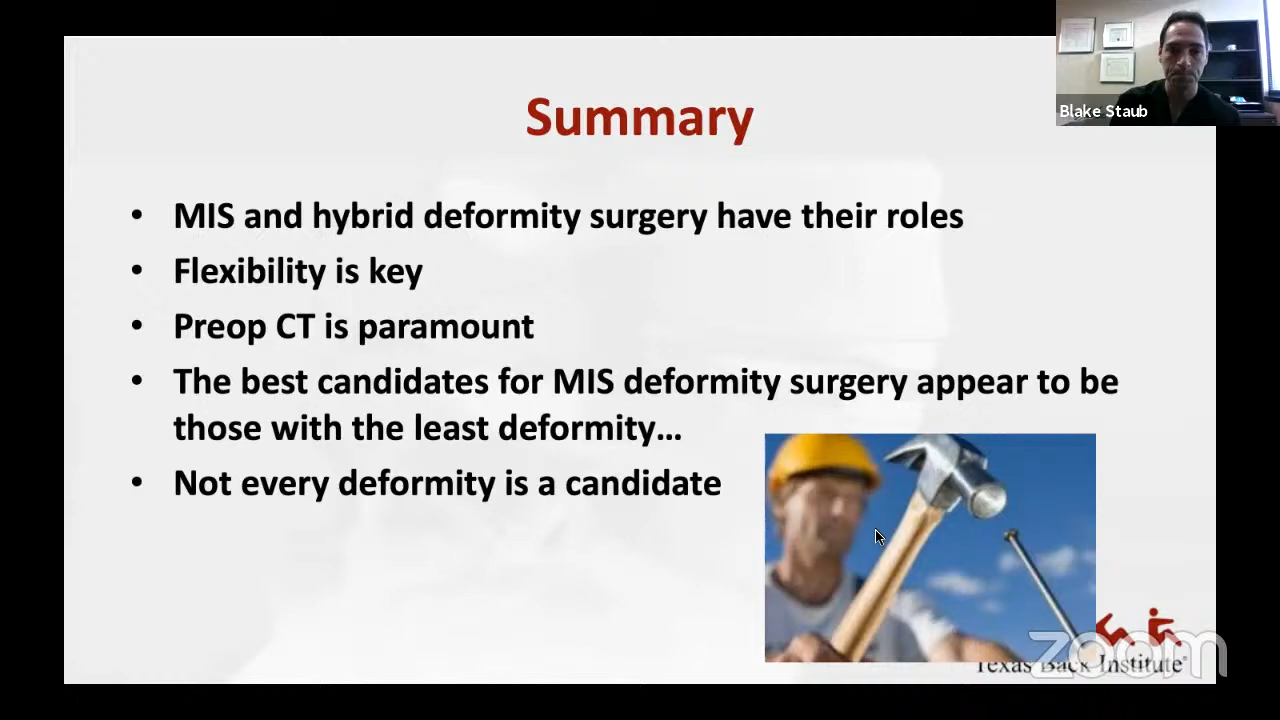 Summary
Blake Staub
• MIS and hybrid deformity surgery have their roles
• Flexibility is key
• Preop CT is paramount
• The best candidates for MIS deformity surgery appear to be
those with the least deformity...
• Not every deformity is a candidate
zoom
Texas Back Institute